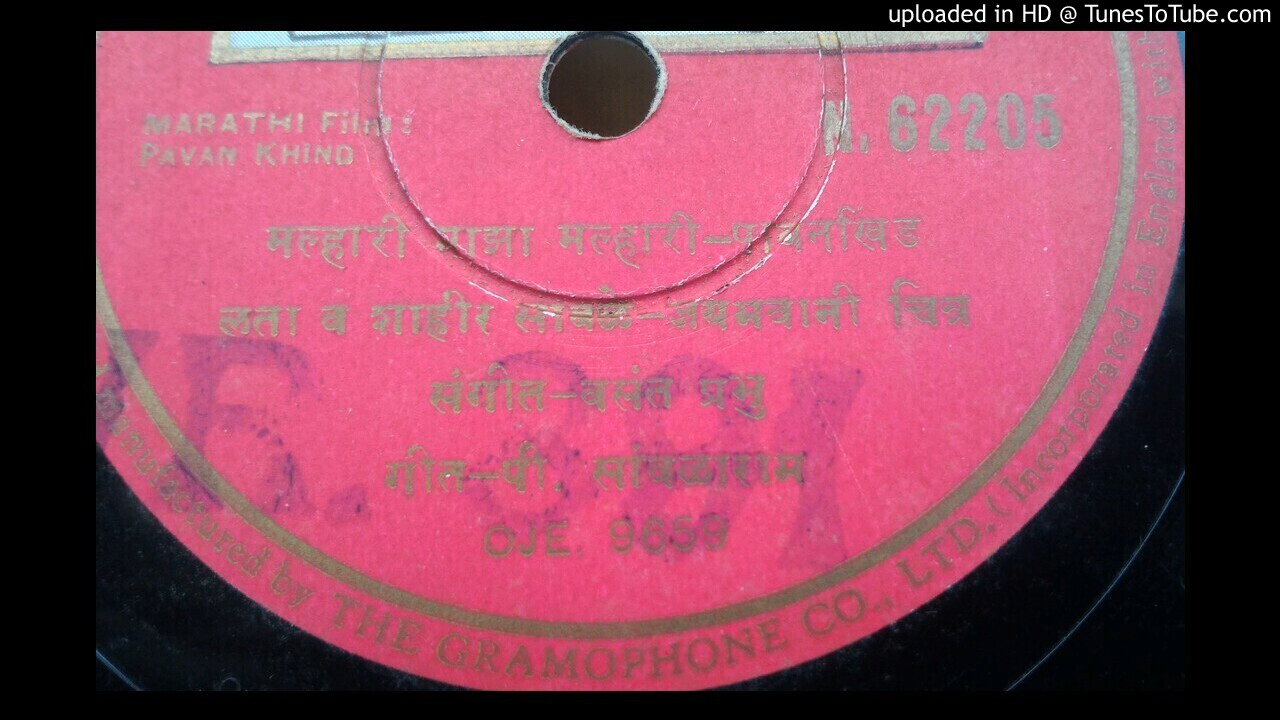 uploaded in HD @ TunesToTube.com
MARATHI Film:
PAVAN KHIND
N. 62205
मल्हारी माझा मल्हारी–पावनखिंड
लता व शाहीर साबळे–जयभवानी चित्र
संगीत–वसंत प्रभु
गीत–पी. सांवळाराम
OJE. 9659
Manufactured by THE GRAMOPHONE CO., LTD. (Incorporated in England with